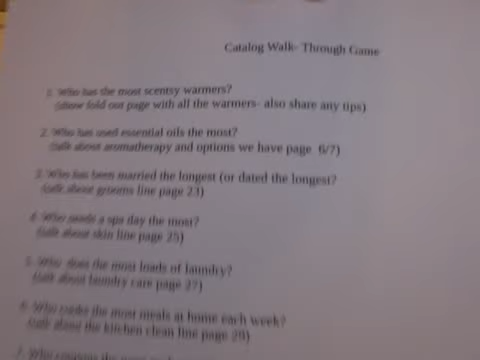 Catalog Walk- Through Game
1. Who has the most scentsy warmers?
(show fold out page with all the warmers- also share any tips)
2. Who has used essential oils the most?
(talk about aromatherapy and options we have page 6/7)
3. Who has been married the longest (or dated the longest?
(talk about grooms line page 23)
4. Who needs a spa day the most?
(talk about skin line page 25)
5. Who does the most loads of laundry?
(talk about laundry care page 27)
6. Who cooks the most meals at home each week?
(talk about the kitchen clean line page 29)
7. Who